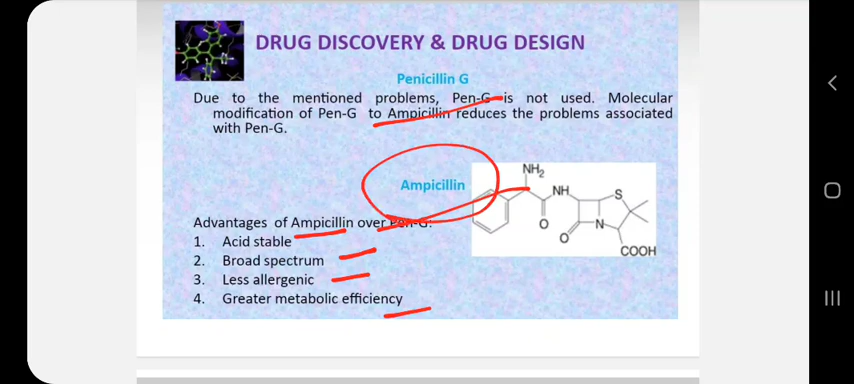 DRUG DISCOVERY & DRUG DESIGN
Penicillin G
Due to the mentioned problems, Pen-G is not used. Molecular
modification of Pen-G to Ampicillin reduces the problems associated
with Pen-G.
Ampicillin
NH2
NH
S
O
N
O
COOH
Advantages of Ampicillin over Pen-G:
1. Acid stable
2. Broad spectrum
3. Less allergenic
4. Greater metabolic efficiency